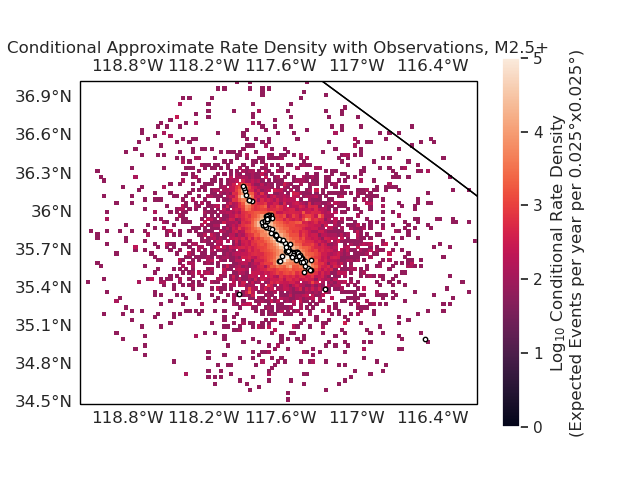 Conditional Approximate Rate Density with Observations, M2.5+
118.8°W 118.2°W 117.6°W 117°W 116.4°W
36.9°N
36.6°N
36.3°N
36°N
35.7°N
35.4°N
35.1°N
34.8°N
34.5°N
118.8°W 118.2°W 117.6°W 117°W 116.4°W
5
4
3
2
1
0
Log₁₀ Conditional Rate Density
(Expected Events per year per 0.025°x0.025°)